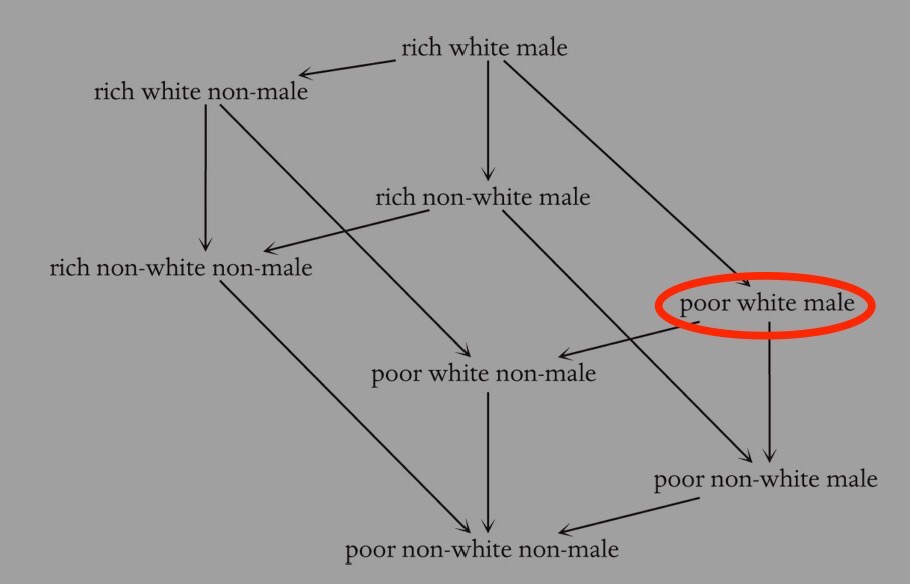 rich white male
rich white non-male
rich non-white male
rich non-white non-male
poor white male
poor white non-male
poor non-white male
poor non-white non-male